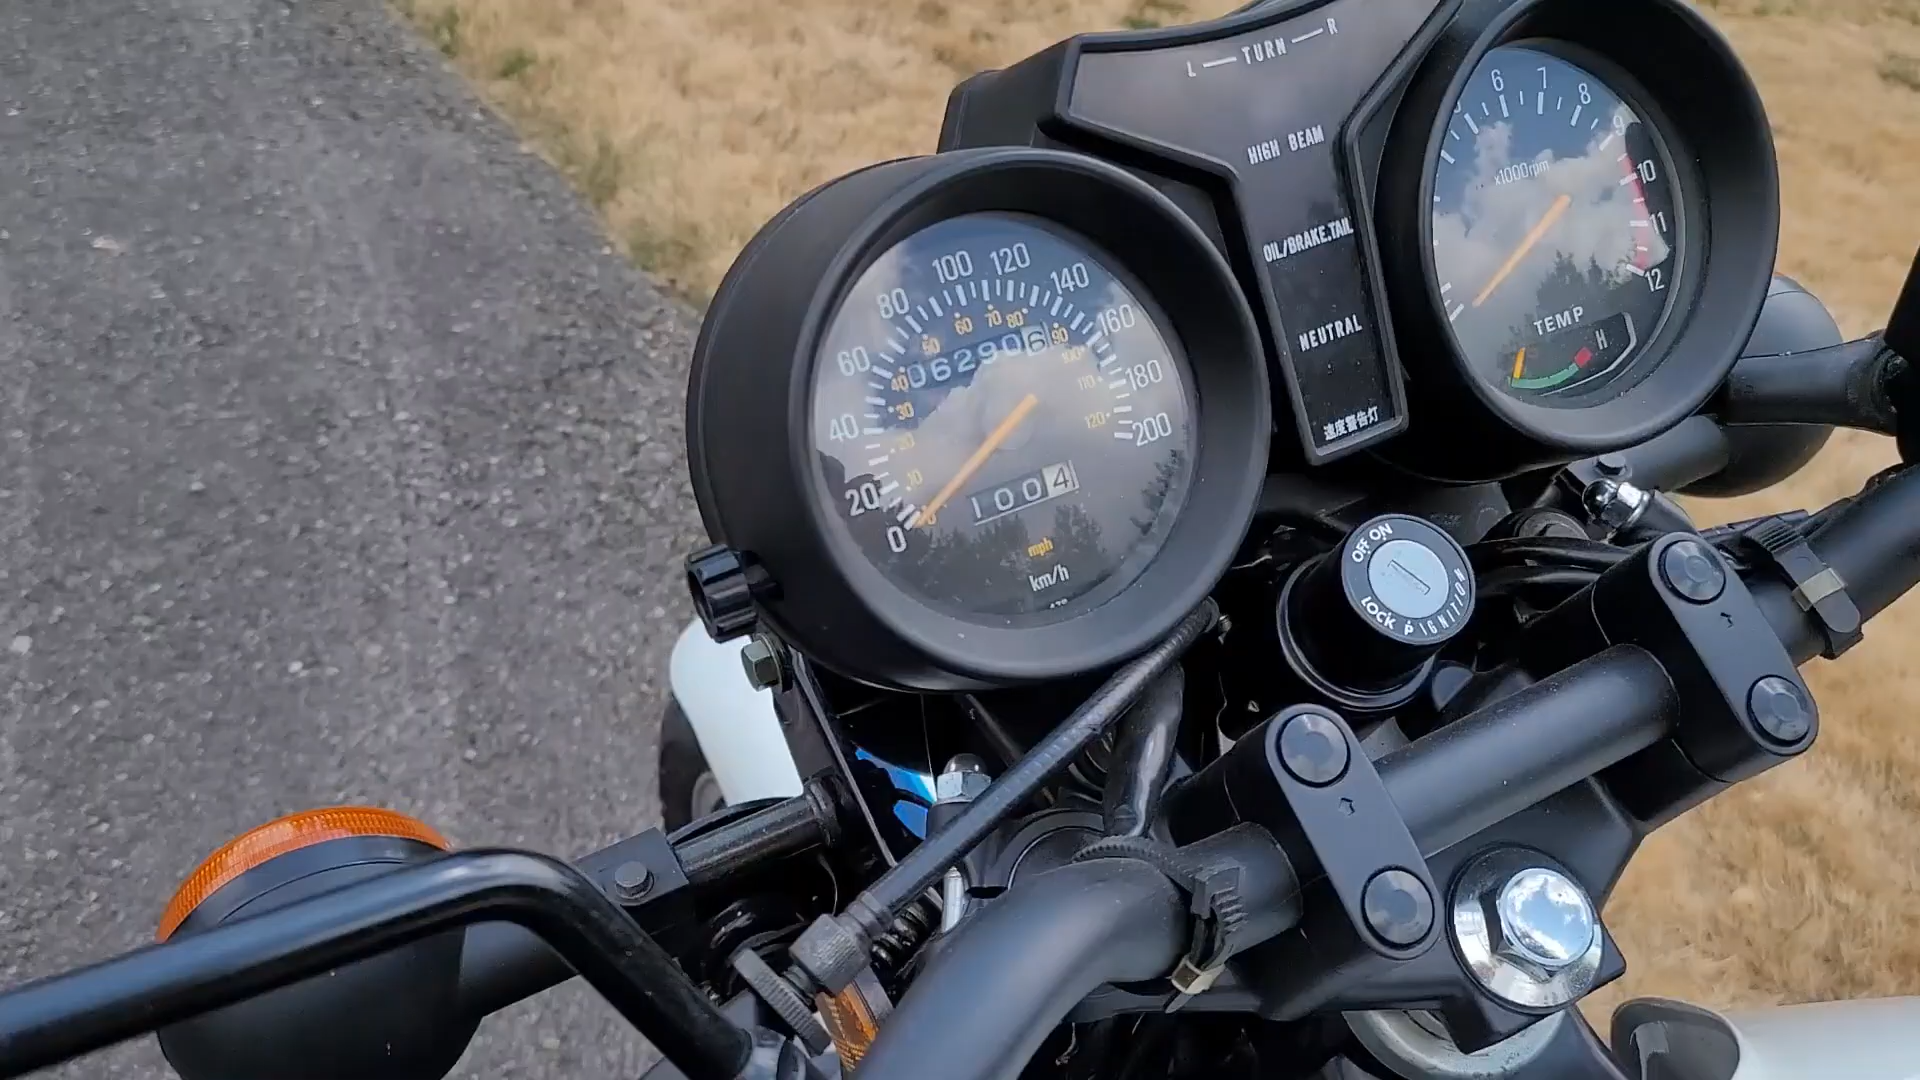 L — TURN — R
HIGH BEAM
OIL/BRAKE.TAIL
NEUTRAL
速度警告灯
0 20 40 60 80 100 120 140 160 180 200
10 20 30 40 50 60 70 80 90 100 110 120
062906
1004
mph
km/h
6 7 8 9 10 11 12
x1000rpm
TEMP
H
OFF ON
LOCK P IGNITION